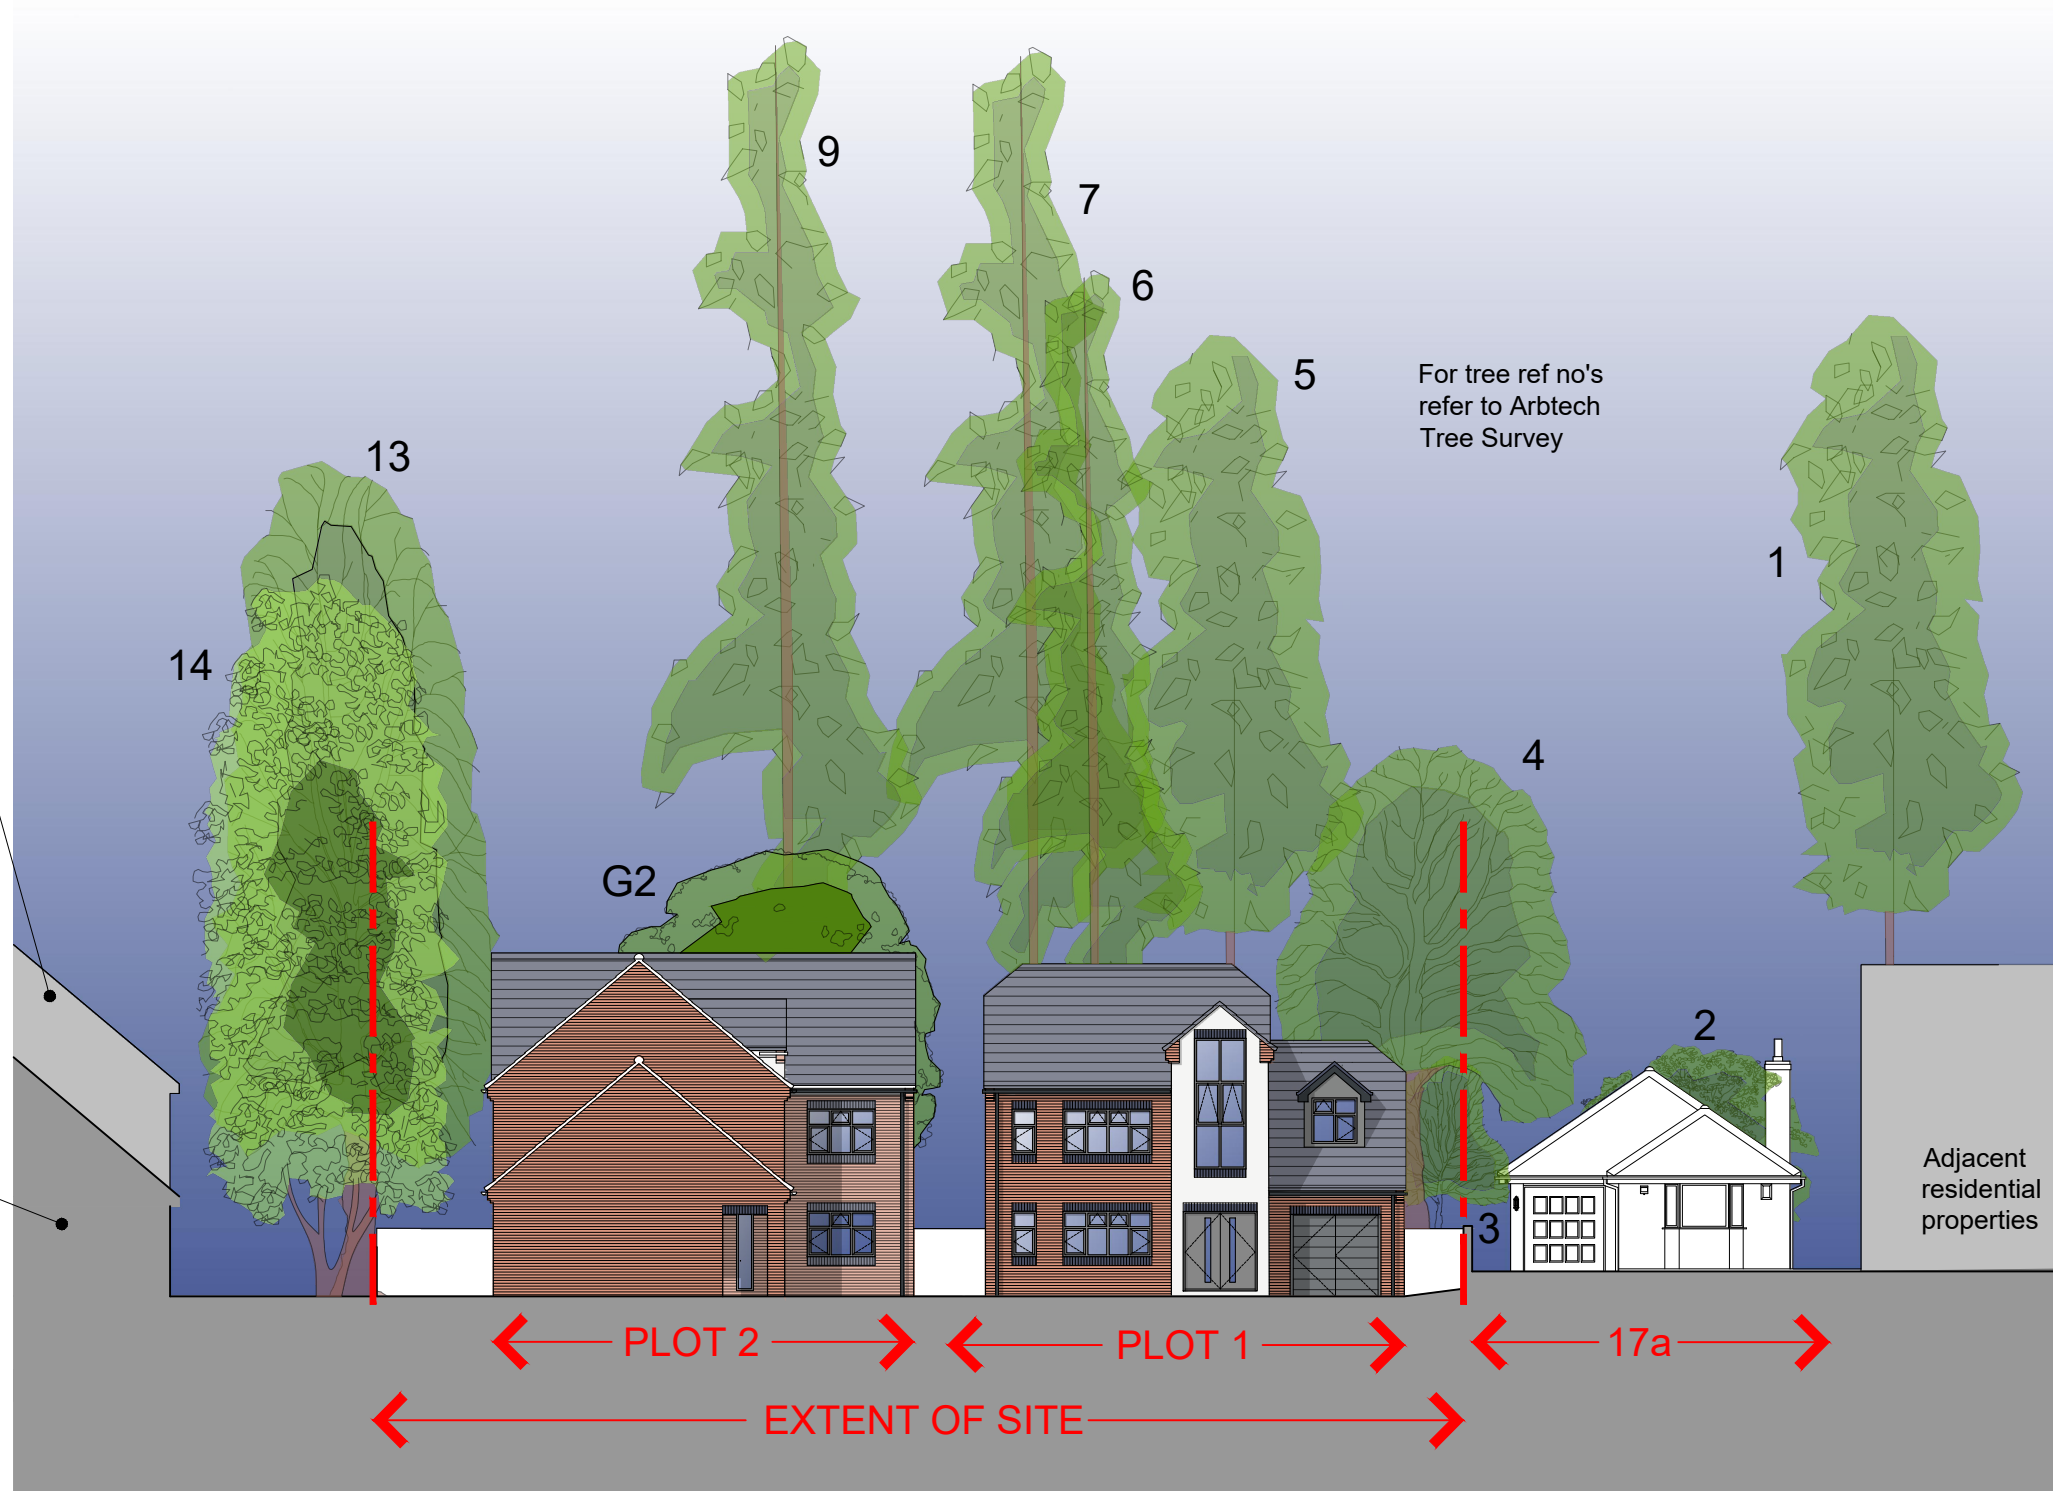 9
7
6
5
For tree ref no's
refer to Arbtech
Tree Survey
13
1
14
4
G2
2
Adjacent
residential
properties
3
PLOT 2
PLOT 1
17a
EXTENT OF SITE